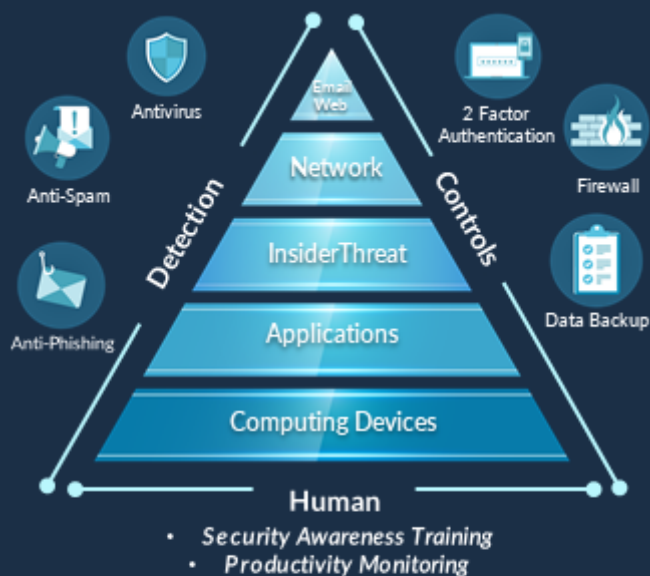 Email
Web
Antivirus
2 Factor
Authentication
Network
Anti-Spam
Firewall
Detection
Controls
InsiderThreat
Anti-Phishing
Applications
Data Backup
Computing Devices
Human
• Security Awareness Training
• Productivity Monitoring